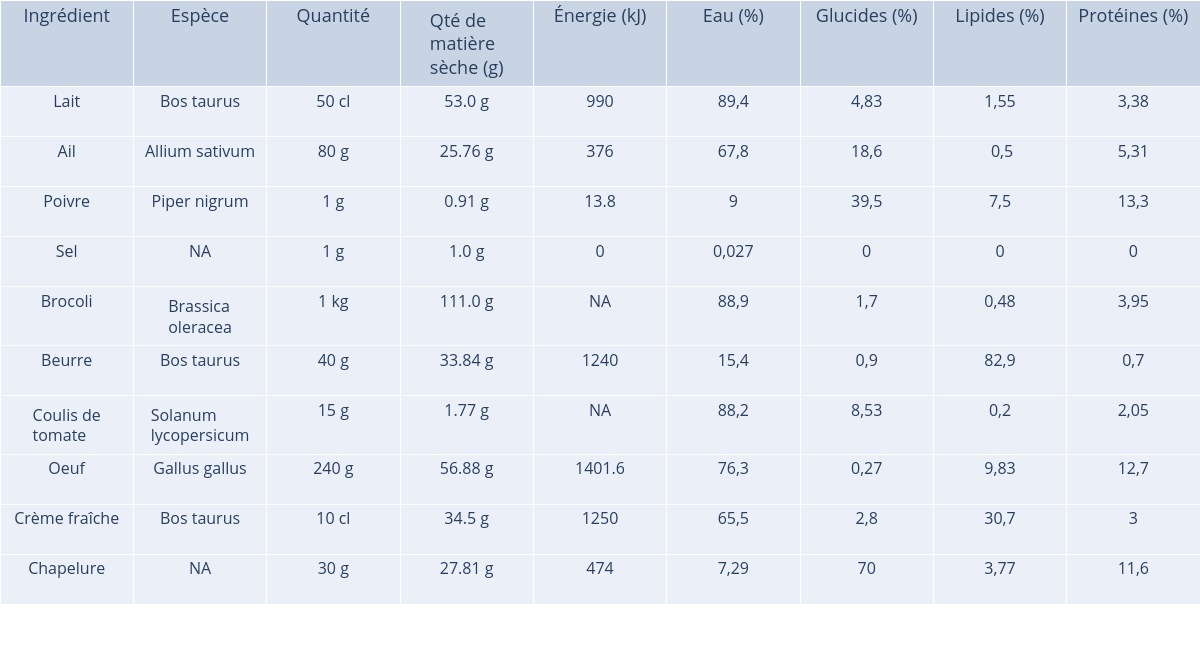 Ingrédient Espèce Quantité Qté de matière sèche (g) Énergie (kJ) Eau (%) Glucides (%) Lipides (%) Protéines (%)
Lait Bos taurus 50 cl 53.0 g 990 89,4 4,83 1,55 3,38
Ail Allium sativum 80 g 25.76 g 376 67,8 18,6 0,5 5,31
Poivre Piper nigrum 1 g 0.91 g 13.8 9 39,5 7,5 13,3
Sel NA 1 g 1.0 g 0 0,027 0 0 0
Brocoli Brassica oleracea 1 kg 111.0 g NA 88,9 1,7 0,48 3,95
Beurre Bos taurus 40 g 33.84 g 1240 15,4 0,9 82,9 0,7
Coulis de tomate Solanum lycopersicum 15 g 1.77 g NA 88,2 8,53 0,2 2,05
Oeuf Gallus gallus 240 g 56.88 g 1401.6 76,3 0,27 9,83 12,7
Crème fraîche Bos taurus 10 cl 34.5 g 1250 65,5 2,8 30,7 3
Chapelure NA 30 g 27.81 g 474 7,29 70 3,77 11,6